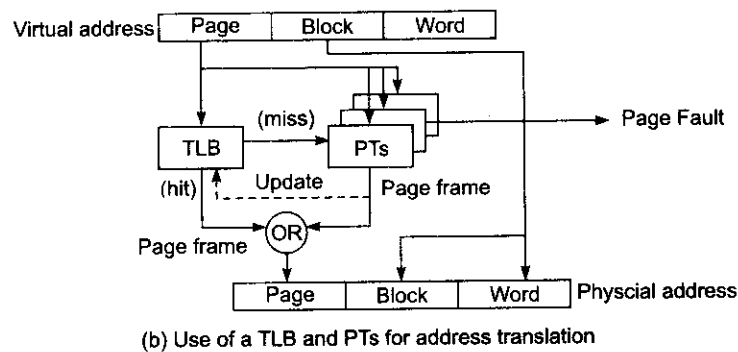 Virtual address Page Block Word
(miss)
Page Fault
TLB PTs
(hit) Update Page frame
OR
Page frame
Page Block Word Physcial address
(b) Use of a TLB and PTs for address translation